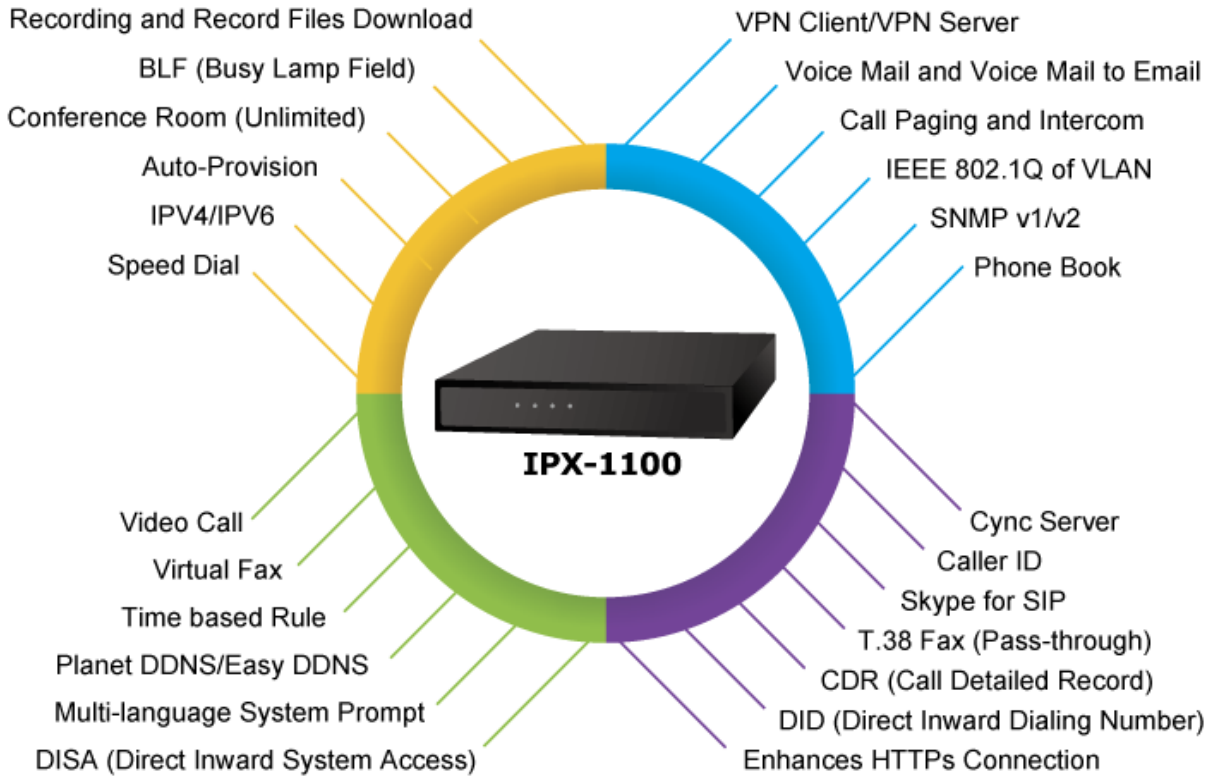 Recording and Record Files Download
BLF (Busy Lamp Field)
Conference Room (Unlimited)
Auto-Provision
IPV4/IPV6
Speed Dial
VPN Client/VPN Server
Voice Mail and Voice Mail to Email
Call Paging and Intercom
IEEE 802.1Q of VLAN
SNMP v1/v2
Phone Book
IPX-1100
Video Call
Virtual Fax
Time based Rule
Planet DDNS/Easy DDNS
Multi-language System Prompt
DISA (Direct Inward System Access)
Cync Server
Caller ID
Skype for SIP
T.38 Fax (Pass-through)
CDR (Call Detailed Record)
DID (Direct Inward Dialing Number)
Enhances HTTPs Connection